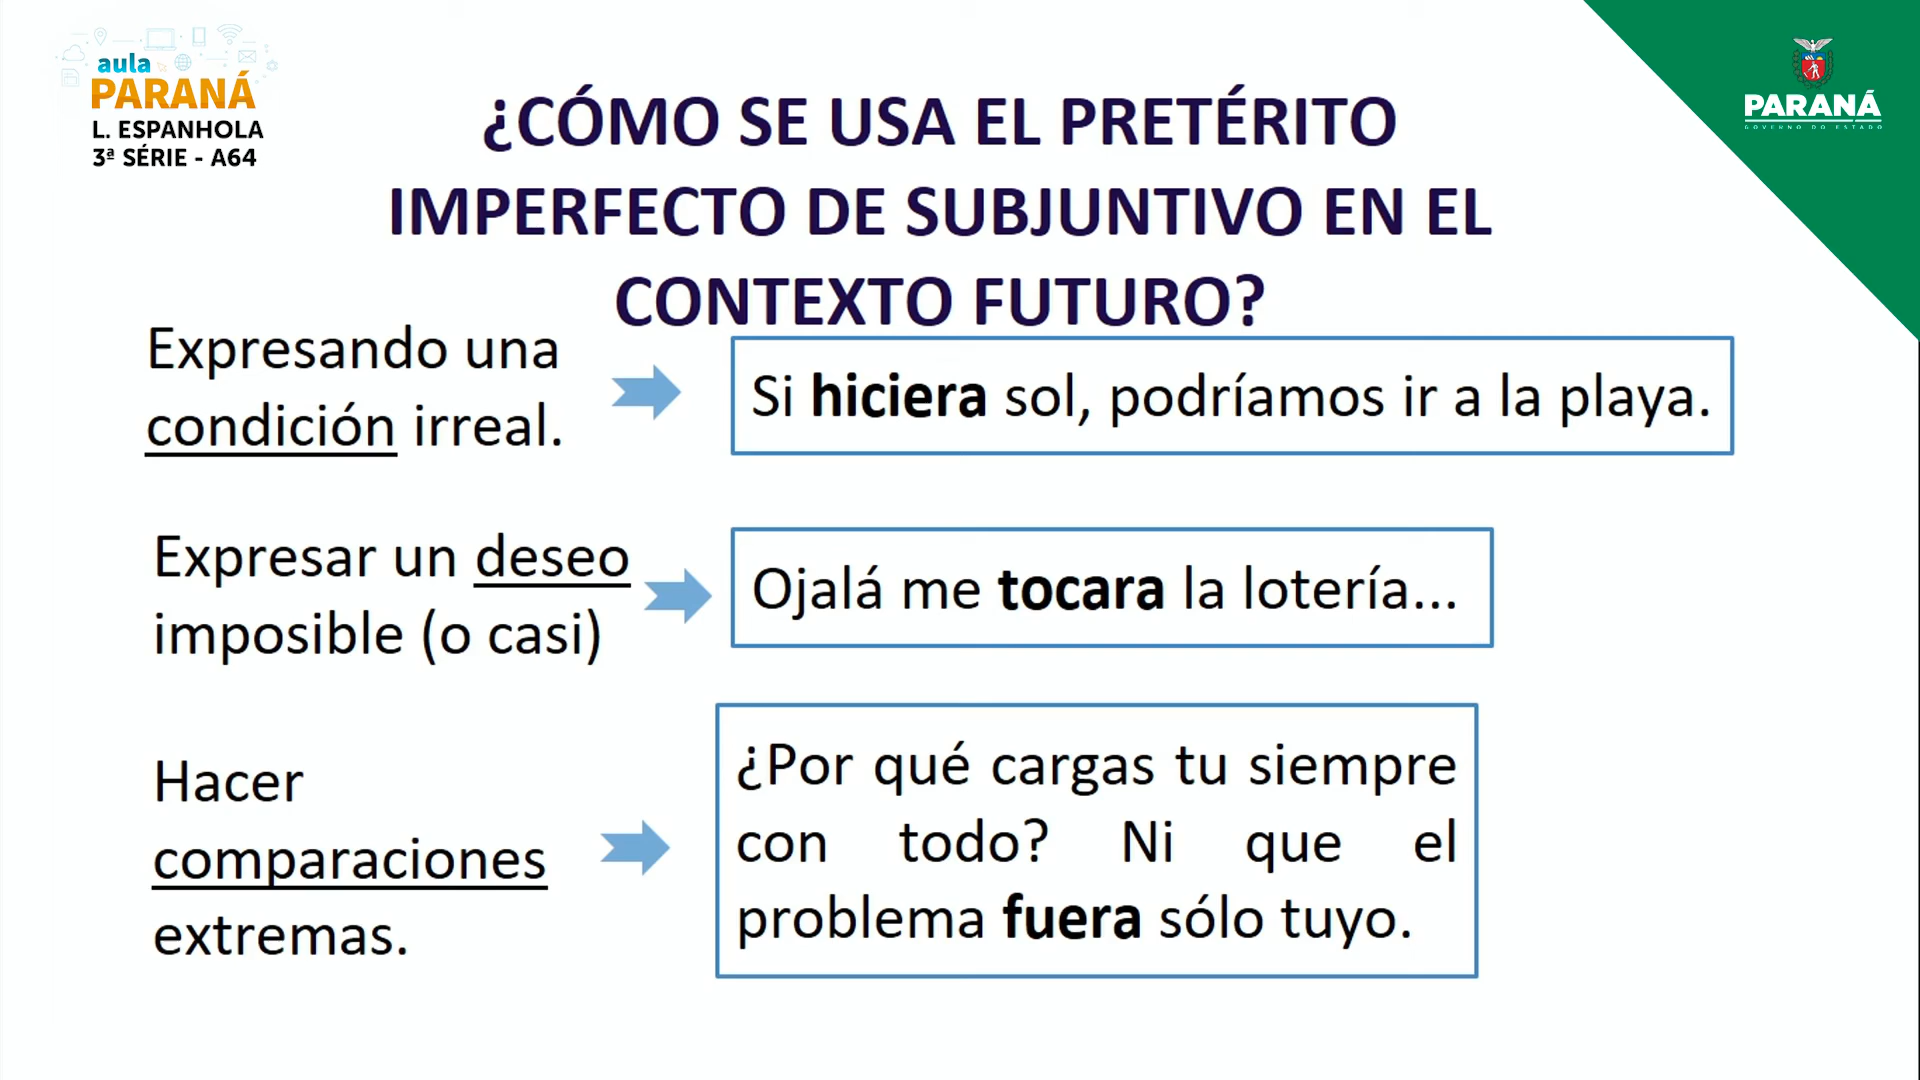 aula
PARANÁ
L. ESPANHOLA
3ª SÉRIE - A64
PARANÁ
GOVERNO DO ESTADO
¿CÓMO SE USA EL PRETÉRITO
IMPERFECTO DE SUBJUNTIVO EN EL
CONTEXTO FUTURO?
Expresando una
condición irreal.
Si hiciera sol, podríamos ir a la playa.
Expresar un deseo
imposible (o casi)
Ojalá me tocara la lotería...
Hacer
comparaciones
extremas.
¿Por qué cargas tu siempre
con todo? Ni que el
problema fuera sólo tuyo.